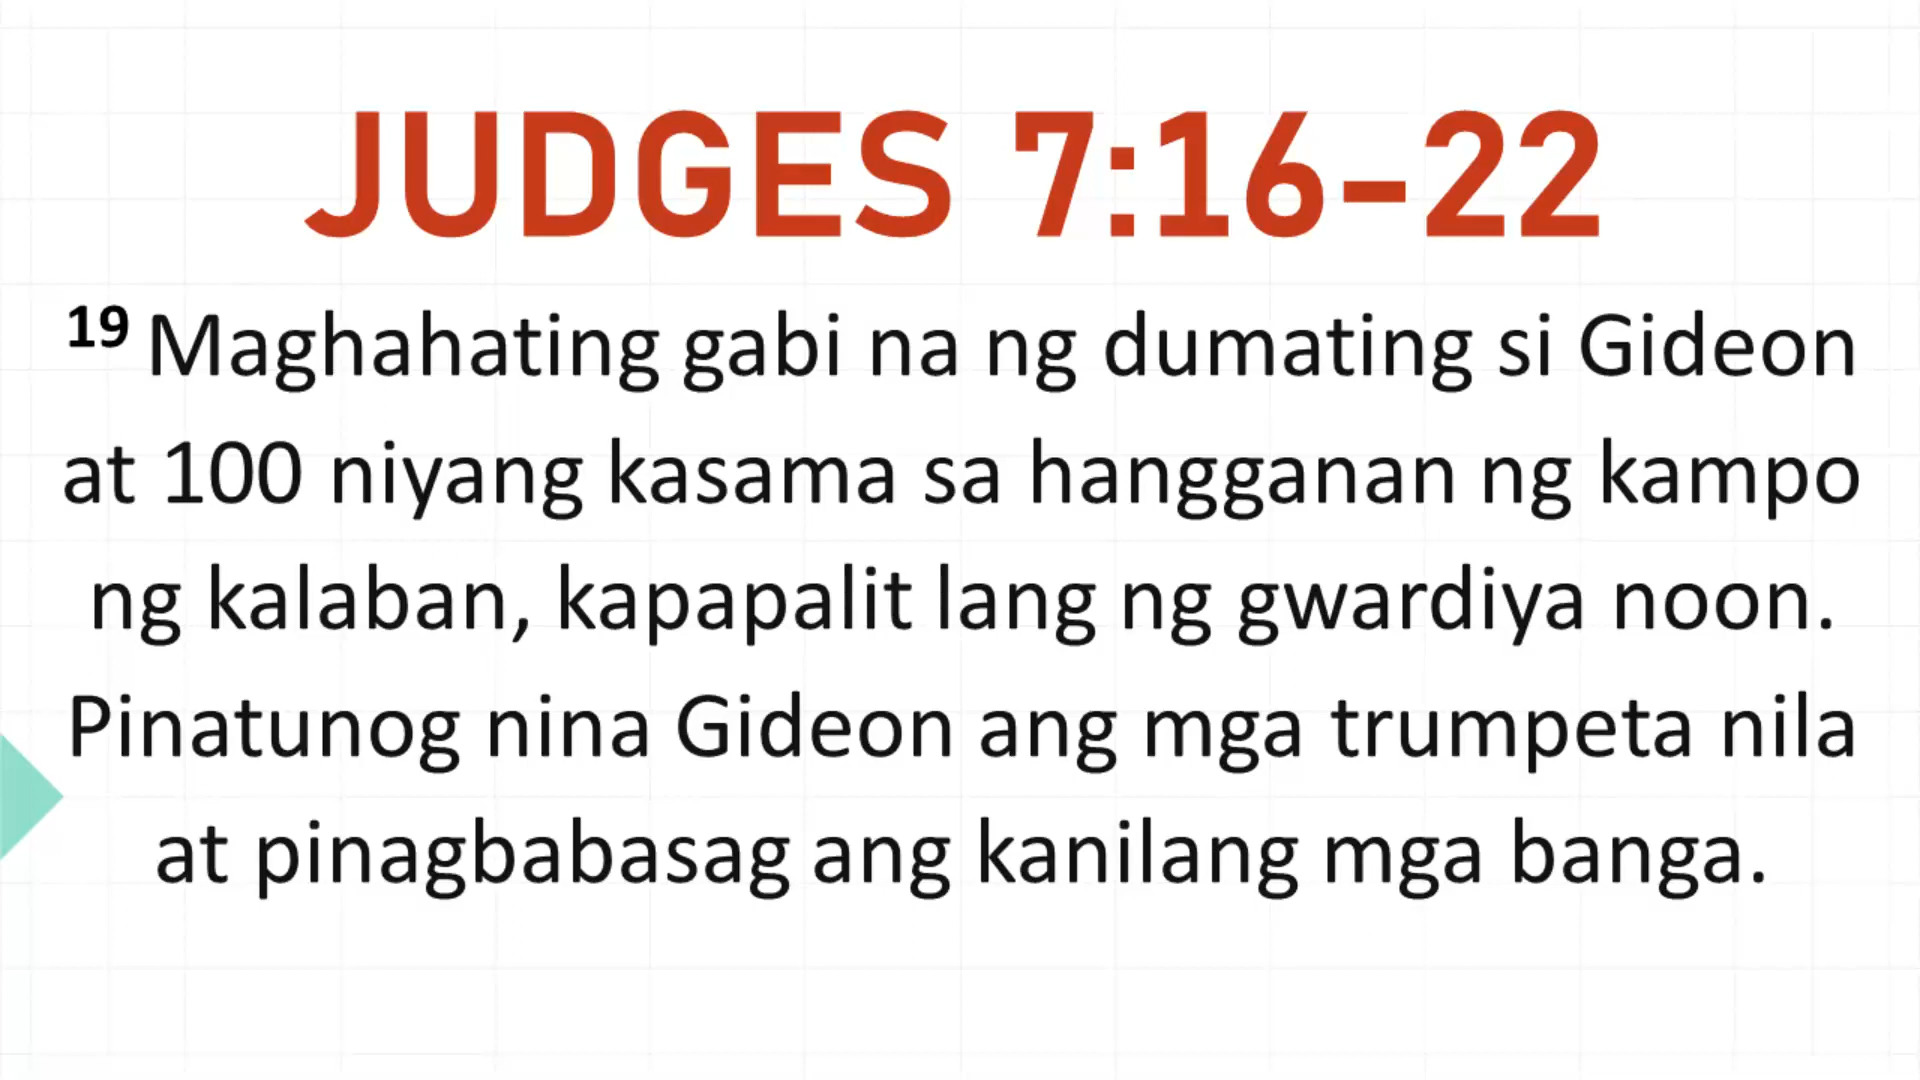 JUDGES 7:16-22
19 Maghahating gabi na ng dumating si Gideon
at 100 niyang kasama sa hangganan ng kampo
ng kalaban, kapapalit lang ng gwardiya noon.
Pinatunog nina Gideon ang mga trumpeta nila
at pinagbabasag ang kanilang mga banga.